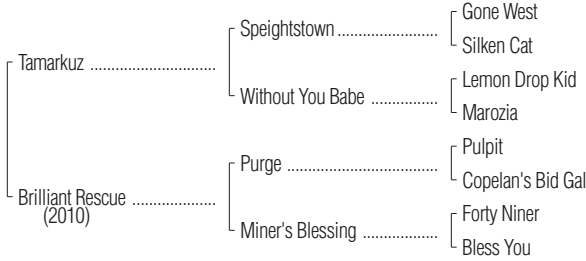 Gone West
Speightstown
Silken Cat
Tamarkuz
Lemon Drop Kid
Without You Babe
Marozia
Pulpit
Purge
Copelan's Bid Gal
Brilliant Rescue
(2010)
Forty Niner
Miner's Blessing
Bless You